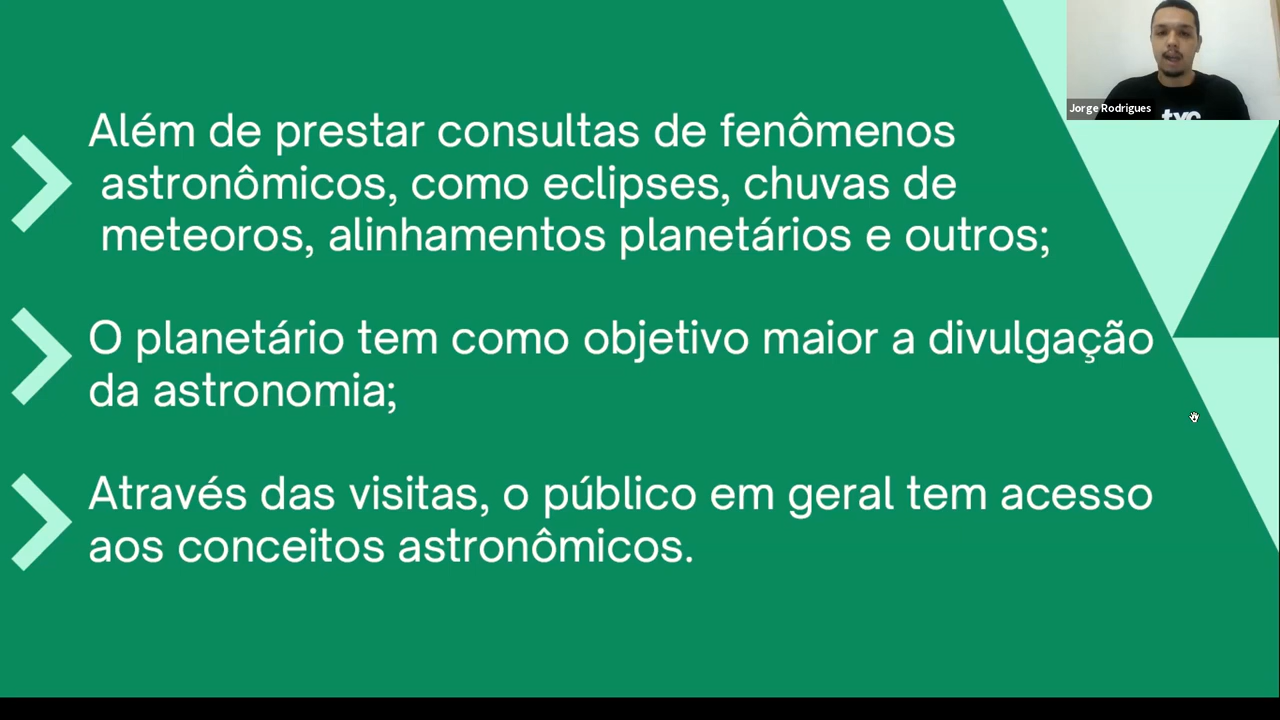 Além de prestar consultas de fenômenos
astronômicos, como eclipses, chuvas de
meteoros, alinhamentos planetários e outros;
O planetário tem como objetivo maior a divulgação
da astronomia;
Através das visitas, o público em geral tem acesso
aos conceitos astronômicos.
Jorge Rodrigues